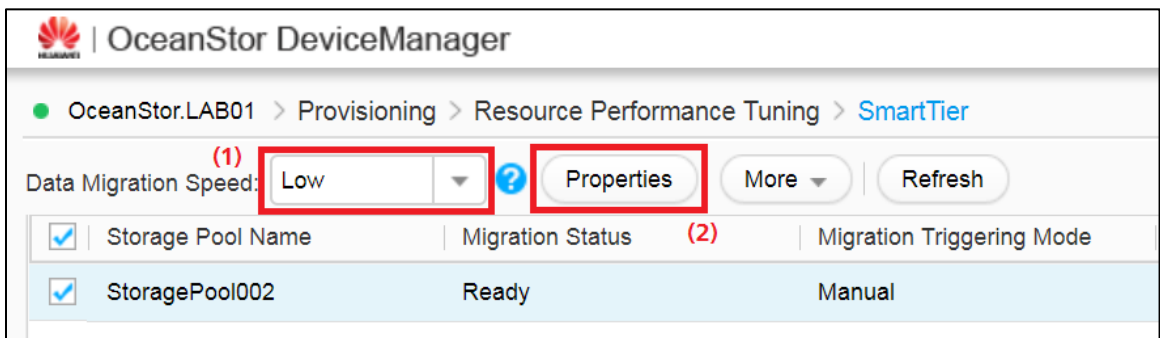 HUAWEI | OceanStor DeviceManager
OceanStor.LAB01 > Provisioning > Resource Performance Tuning > SmartTier
(1)
Data Migration Speed: Low ? Properties More Refresh
Storage Pool Name Migration Status (2) Migration Triggering Mode
StoragePool002 Ready Manual